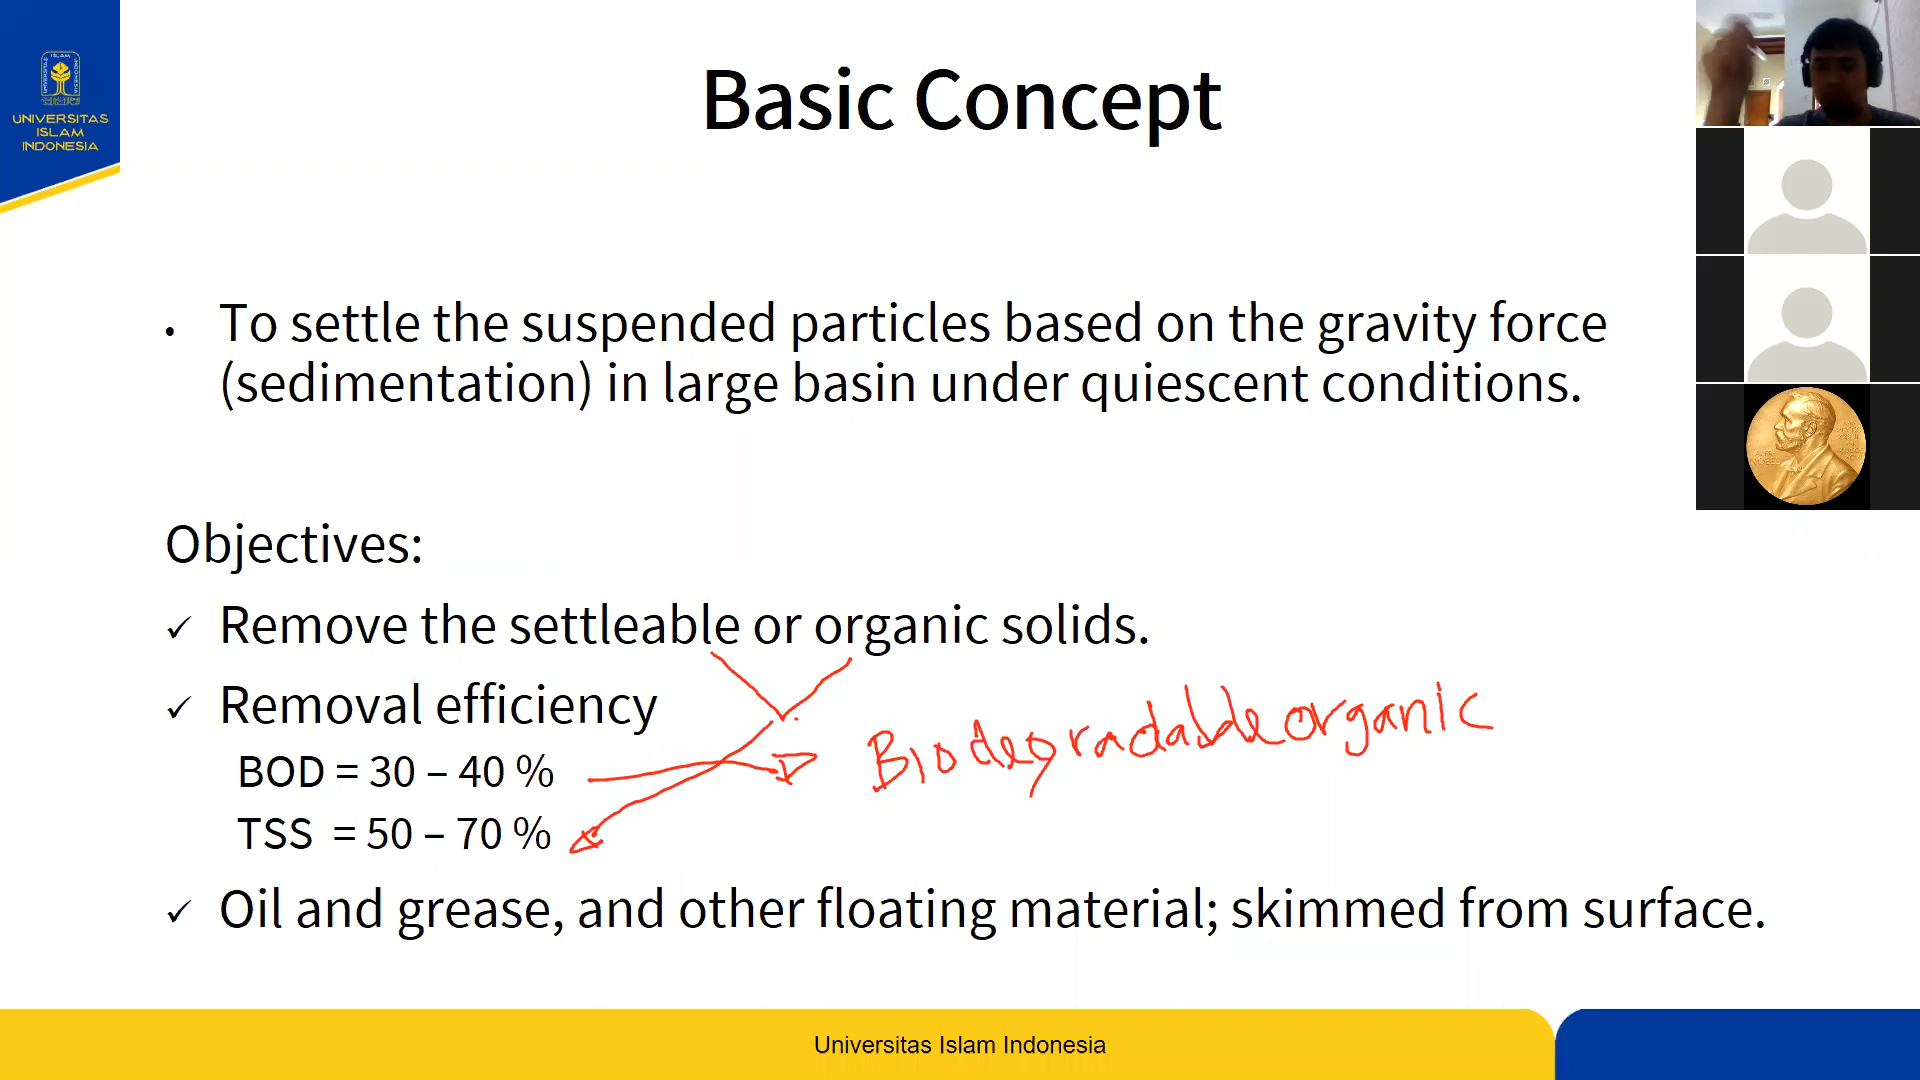 UNIVERSITAS
ISLAM
INDONESIA
Basic Concept
• To settle the suspended particles based on the gravity force
(sedimentation) in large basin under quiescent conditions.
Objectives:
✓ Remove the settleable or organic solids.
✓ Removal efficiency
BOD = 30 – 40 %
Biodegradable organic
TSS = 50 – 70 %
✓ Oil and grease, and other floating material; skimmed from surface.
Universitas Islam Indonesia